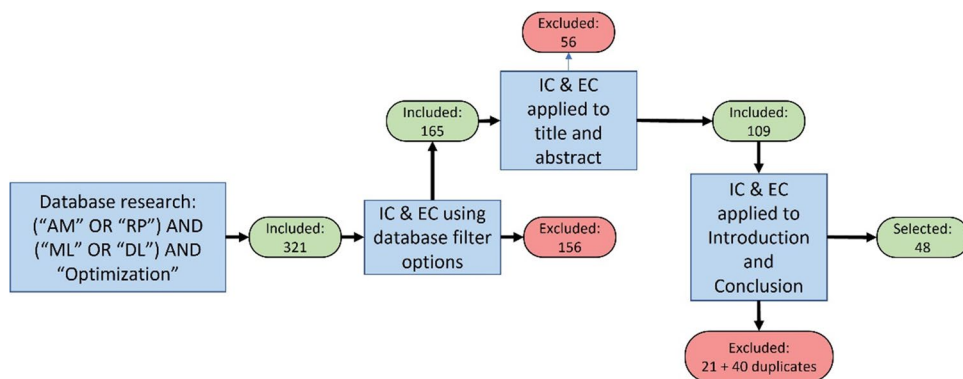 Database research:
(“AM” OR “RP”) AND
(“ML” OR “DL”) AND
“Optimization”
Included:
321
IC & EC using
database filter
options
Excluded:
156
Included:
165
IC & EC
applied to
title and
abstract
Excluded:
56
Included:
109
IC & EC
applied to
Introduction
and
Conclusion
Selected:
48
Excluded:
21 + 40 duplicates